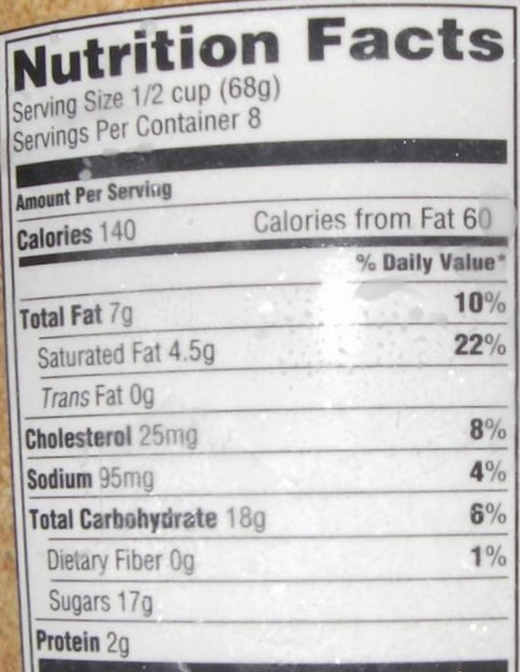 Nutrition Facts
Serving Size 1/2 cup (68g)
Servings Per Container 8
Amount Per Serving
Calories 140 Calories from Fat 60
% Daily Value*
Total Fat 7g 10%
Saturated Fat 4.5g 22%
Trans Fat 0g
Cholesterol 25mg 8%
Sodium 95mg 4%
Total Carbohydrate 18g 6%
Dietary Fiber 0g 1%
Sugars 17g
Protein 2g